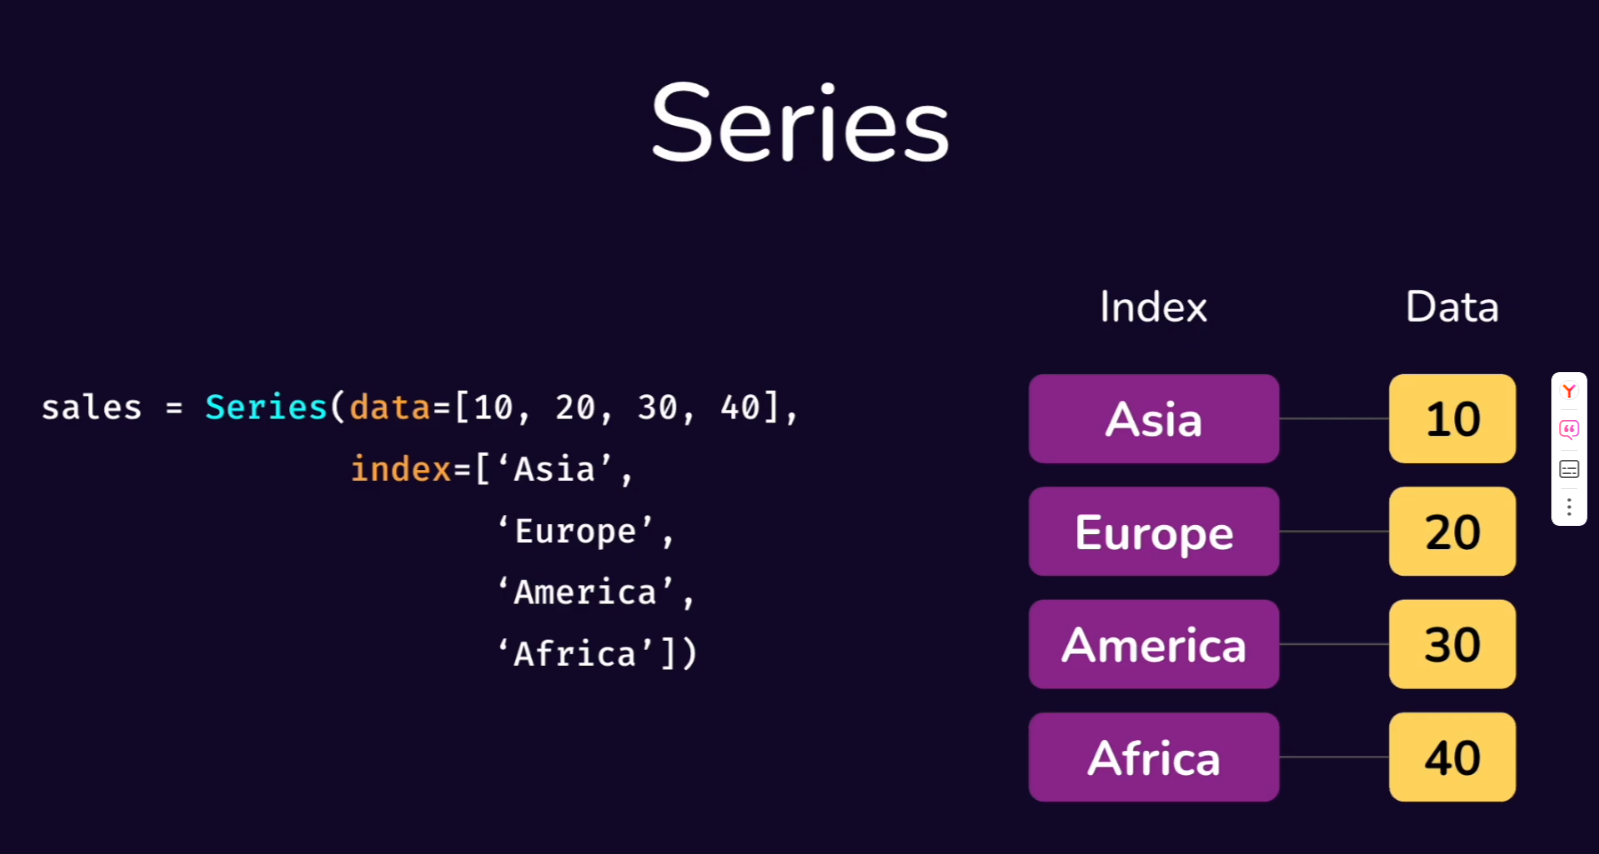 Series
sales = Series(data=[10, 20, 30, 40],
index=[‘Asia’,
‘Europe’,
‘America’,
‘Africa’])
Index Data
Asia 10
Europe 20
America 30
Africa 40